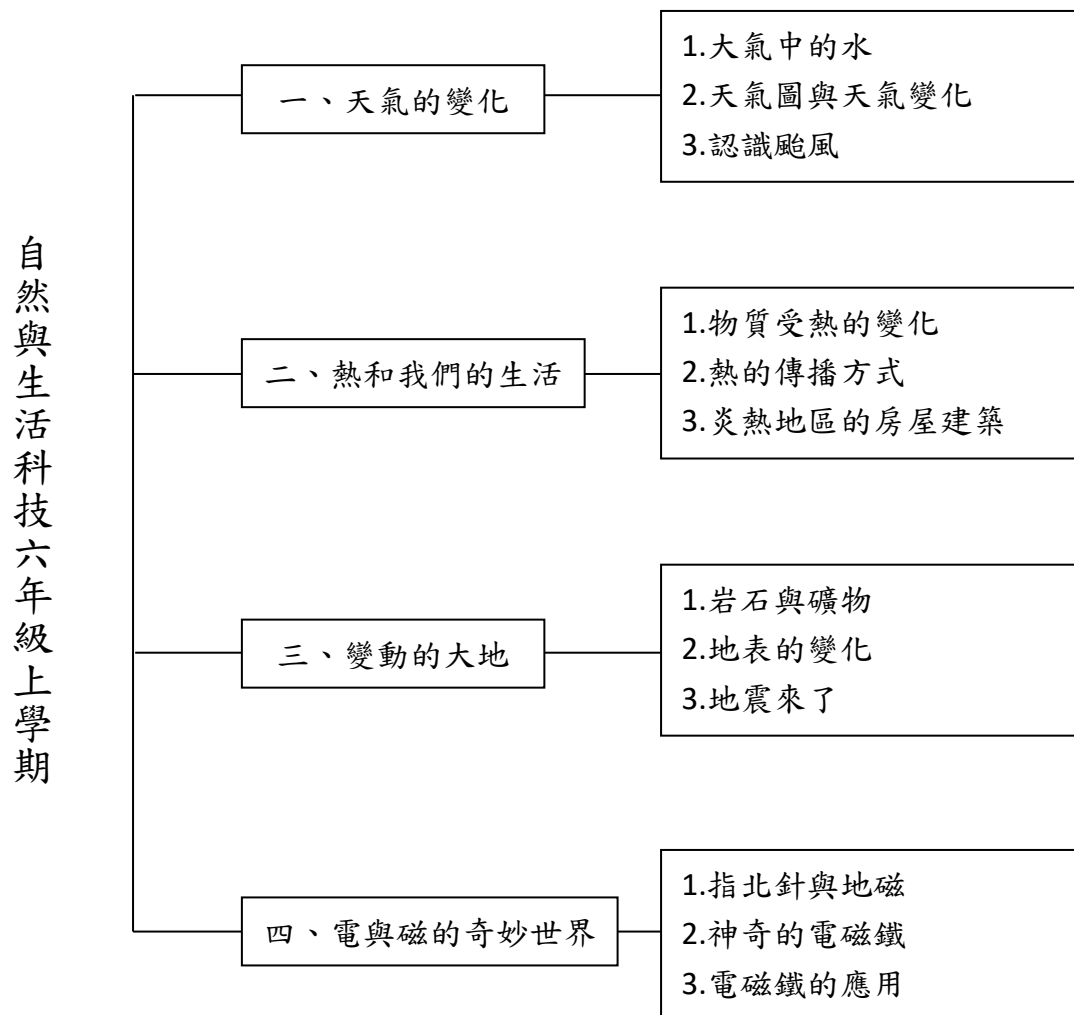 自然與生活科技六年級上學期
一、天氣的變化
1.大氣中的水
2.天氣圖與天氣變化
3.認識颱風
二、熱和我們的生活
1.物質受熱的變化
2.熱的傳播方式
3.炎熱地區的房屋建築
三、變動的大地
1.岩石與礦物
2.地表的變化
3.地震來了
四、電與磁的奇妙世界
1.指北針與地磁
2.神奇的電磁鐵
3.電磁鐵的應用